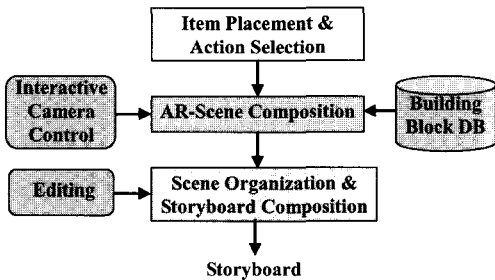 Item Placement &
Action Selection
Interactive
Camera
Control
AR-Scene Composition
Building
Block DB
Editing
Scene Organization &
Storyboard Composition
Storyboard